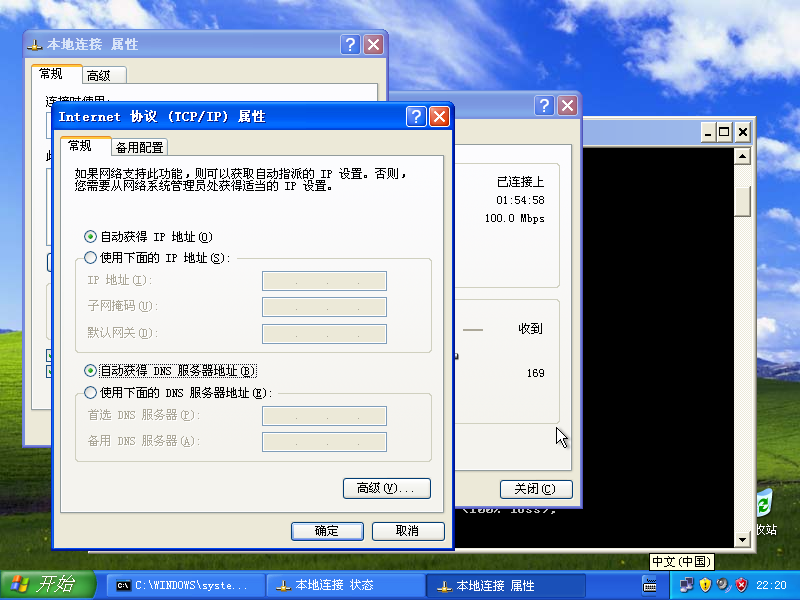 本地连接 属性
常规
高级
连接时使用:
Internet 协议 (TCP/IP) 属性
常规
备用配置
如果网络支持此功能,则可以获取自动指派的 IP 设置。否则,
您需要从网络系统管理员处获得适当的 IP 设置。
自动获得 IP 地址(O)
使用下面的 IP 地址(S):
IP 地址(I):
子网掩码(U):
默认网关(D):
自动获得 DNS 服务器地址(B)
使用下面的 DNS 服务器地址(E):
首选 DNS 服务器(P):
备用 DNS 服务器(A):
高级(V)...
确定
取消
已连接上
01:54:58
100.0 Mbps
收到
169
关闭(C)
(100% loss),
收站
中文(中国)
开始
C:\WINDOWS\syste...
本地连接 状态
本地连接 属性
22:20